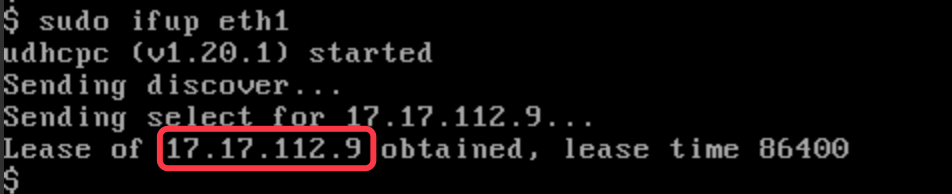 $ sudo ifup eth1
udhcpc (v1.20.1) started
Sending discover...
Sending select for 17.17.112.9...
Lease of 17.17.112.9 obtained, lease time 86400
$